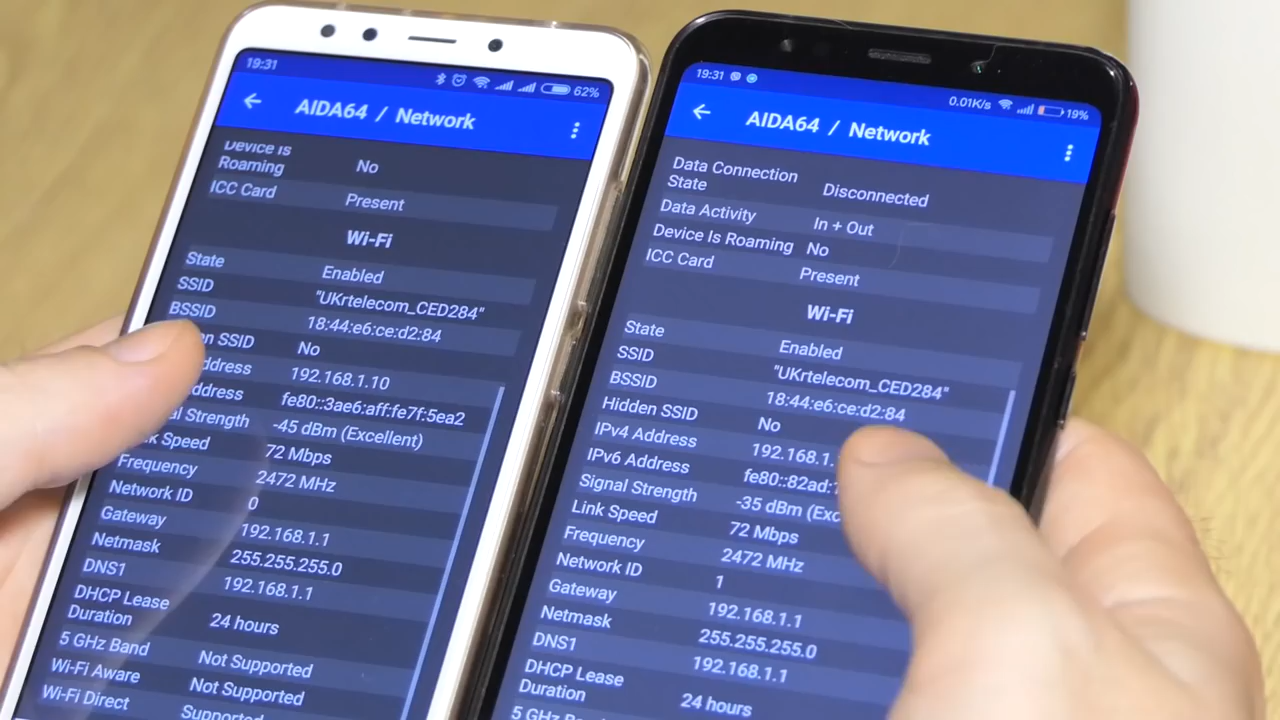 19:31
62%
AIDA64 / Network
Device Is Roaming No
ICC Card Present
Wi-Fi
State Enabled
SSID "UKrtelecom_CED284"
BSSID 18:44:e6:ce:d2:84
SSID No
192.168.1.10
fe80::3ae6:aff:fe7f:5ea2
Strength -45 dBm (Excellent)
Speed 72 Mbps
Frequency 2472 MHz
Network ID 0
Gateway 192.168.1.1
Netmask 255.255.255.0
DNS1 192.168.1.1
DHCP Lease Duration 24 hours
5 GHz Band Not Supported
Wi-Fi Aware Not Supported
Wi-Fi Direct Supported
19:31
0.01K/s 19%
AIDA64 / Network
Data Connection State Disconnected
Data Activity In + Out
Device Is Roaming No
ICC Card Present
Wi-Fi
State Enabled
SSID "UKrtelecom_CED284"
BSSID 18:44:e6:ce:d2:84
Hidden SSID No
IPv4 Address 192.168.1.
IPv6 Address fe80::82ad:
Signal Strength -35 dBm
Link Speed 72 Mbps
Frequency 2472 MHz
Network ID 1
Gateway 192.168.1.1
Netmask 255.255.255.0
DNS1 192.168.1.1
DHCP Lease Duration 24 hours
5 GHz Band